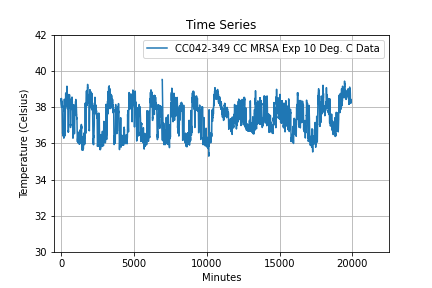 Time Series
CC042-349 CC MRSA Exp 10 Deg. C Data
Temperature (Celsius)
42
40
38
36
34
32
30
0 5000 10000 15000 20000
Minutes